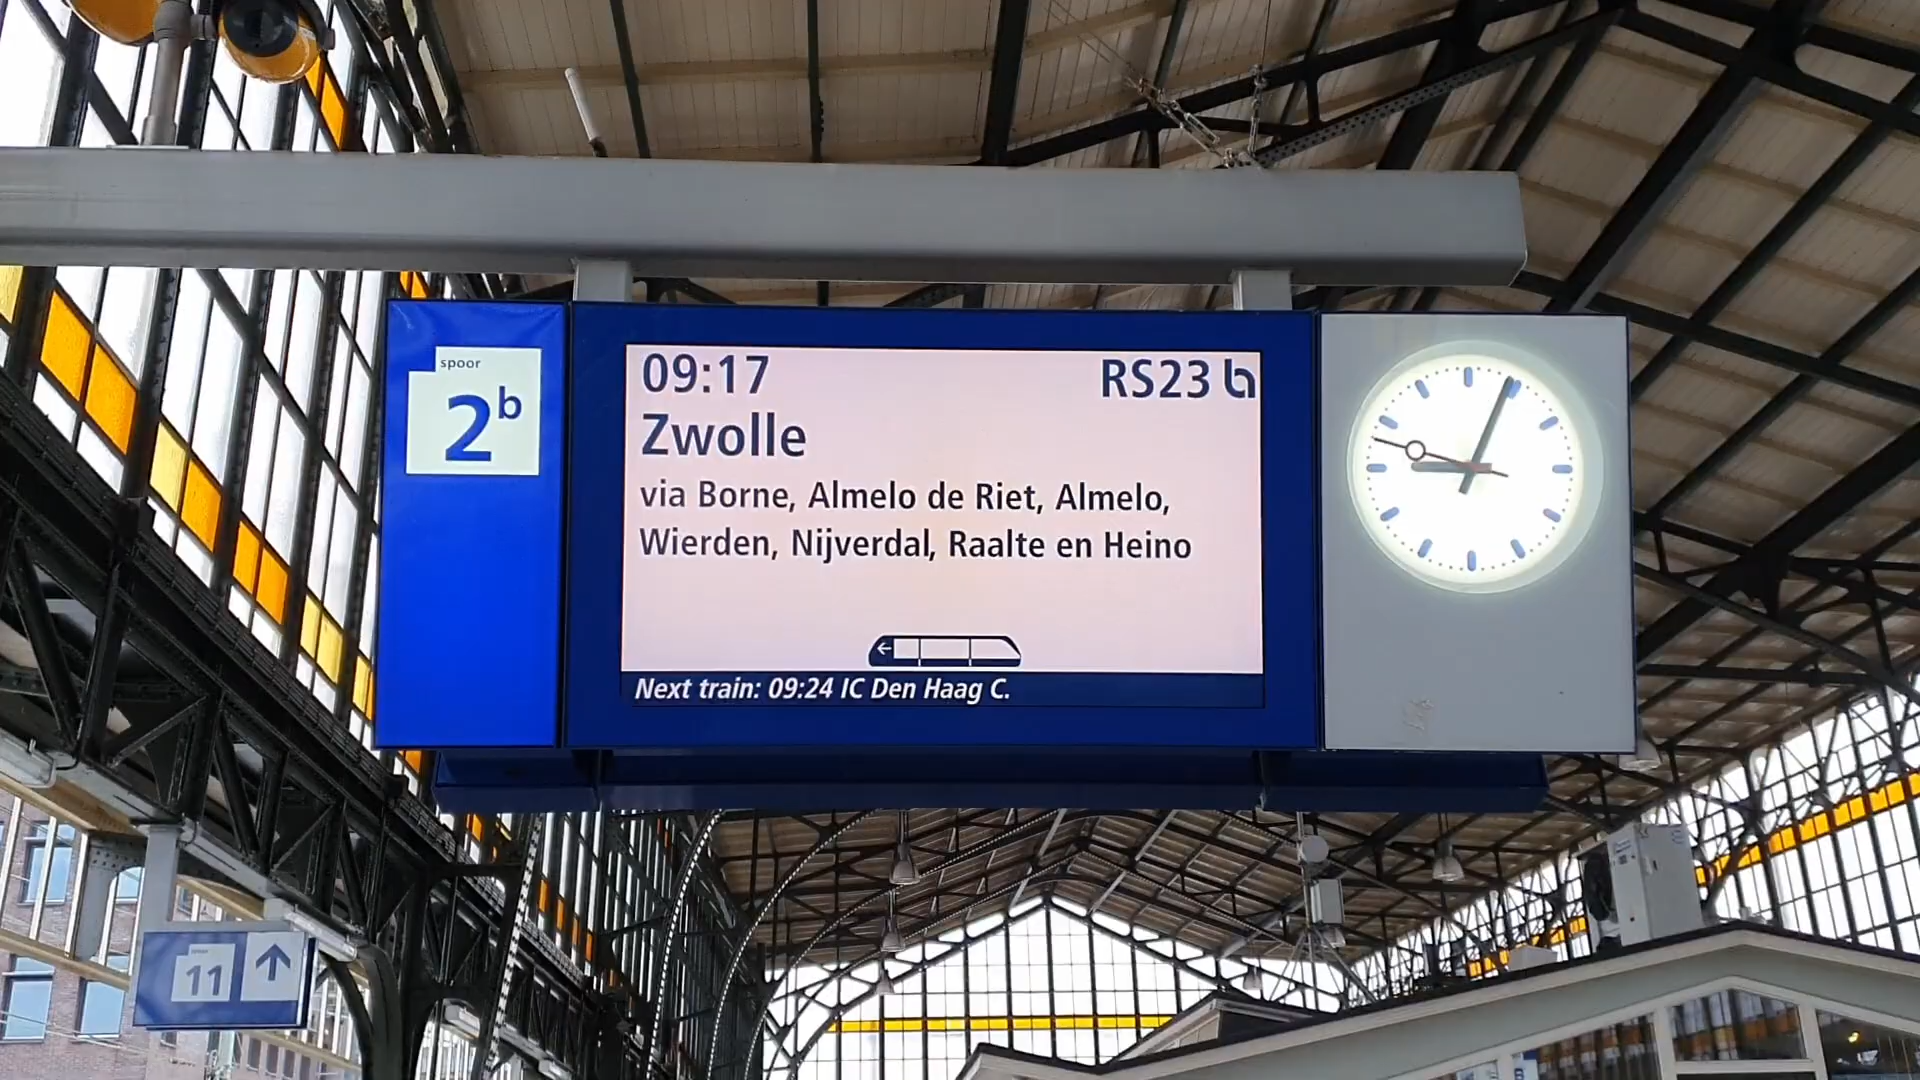 spoor
2b
09:17
RS23
Zwolle
via Borne, Almelo de Riet, Almelo,
Wierden, Nijverdal, Raalte en Heino
Next train: 09:24 IC Den Haag C.
11